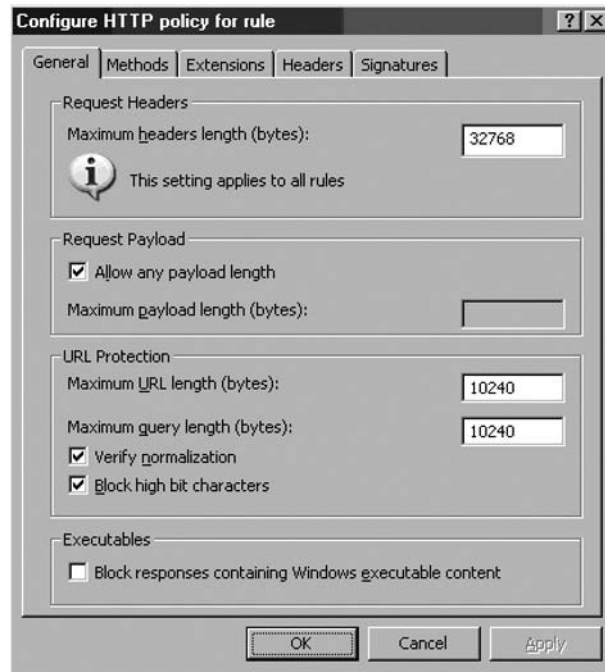 Configure HTTP policy for rule
General Methods Extensions Headers Signatures
Request Headers
Maximum headers length (bytes): 32768
This setting applies to all rules
Request Payload
Allow any payload length
Maximum payload length (bytes):
URL Protection
Maximum URL length (bytes): 10240
Maximum query length (bytes): 10240
Verify normalization
Block high bit characters
Executables
Block responses containing Windows executable content
OK Cancel Apply